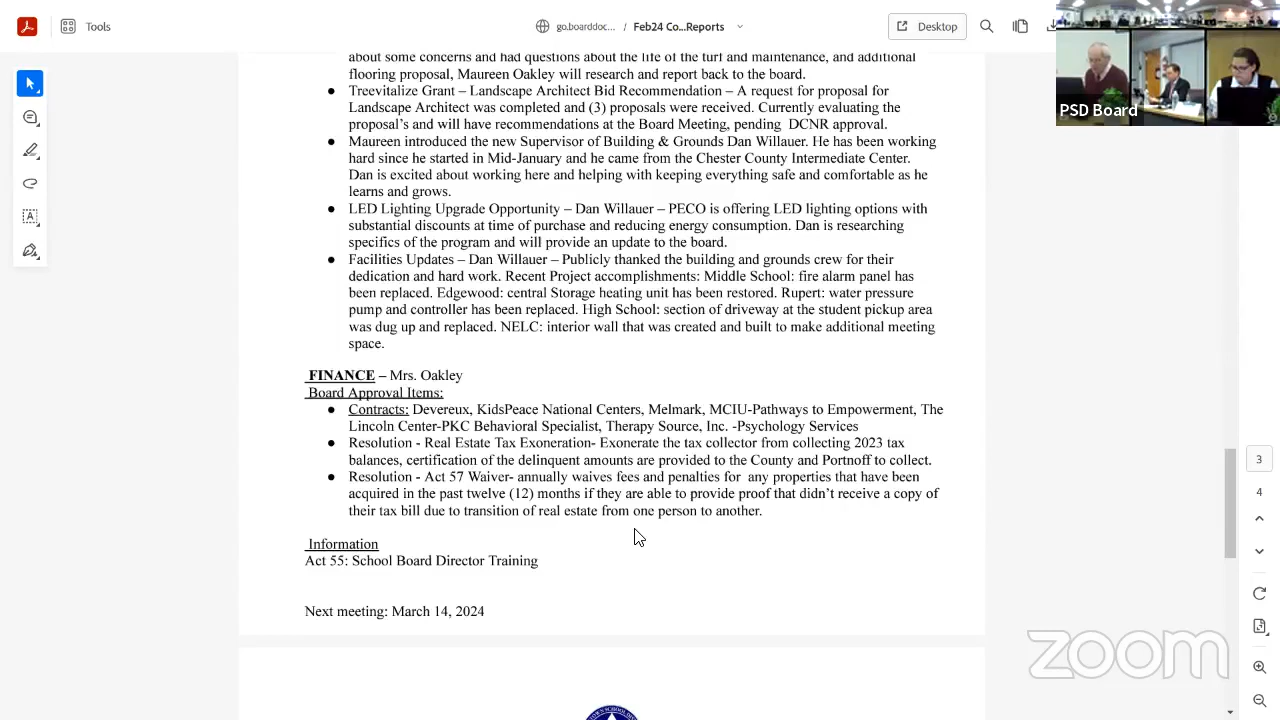 Tools
go.boarddoc... / Feb24 Co...Reports
Desktop
PSD Board
about some concerns and had questions about the life of the turf and maintenance, and additional
flooring proposal, Maureen Oakley will research and report back to the board.
● Treevitalize Grant – Landscape Architect Bid Recommendation – A request for proposal for
Landscape Architect was completed and (3) proposals were received. Currently evaluating the
proposal's and will have recommendations at the Board Meeting, pending DCNR approval.
● Maureen introduced the new Supervisor of Building & Grounds Dan Willauer. He has been working
hard since he started in Mid-January and he came from the Chester County Intermediate Center.
Dan is excited about working here and helping with keeping everything safe and comfortable as he
learns and grows.
● LED Lighting Upgrade Opportunity – Dan Willauer – PECO is offering LED lighting options with
substantial discounts at time of purchase and reducing energy consumption. Dan is researching
specifics of the program and will provide an update to the board.
● Facilities Updates – Dan Willauer – Publicly thanked the building and grounds crew for their
dedication and hard work. Recent Project accomplishments: Middle School: fire alarm panel has
been replaced. Edgewood: central Storage heating unit has been restored. Rupert: water pressure
pump and controller has been replaced. High School: section of driveway at the student pickup area
was dug up and replaced. NELC: interior wall that was created and built to make additional meeting
space.
FINANCE – Mrs. Oakley
Board Approval Items:
● Contracts: Devereux, KidsPeace National Centers, Melmark, MCIU-Pathways to Empowerment, The
Lincoln Center-PKC Behavioral Specialist, Therapy Source, Inc. -Psychology Services
● Resolution - Real Estate Tax Exoneration- Exonerate the tax collector from collecting 2023 tax
balances, certification of the delinquent amounts are provided to the County and Portnoff to collect.
● Resolution - Act 57 Waiver- annually waives fees and penalties for any properties that have been
acquired in the past twelve (12) months if they are able to provide proof that didn't receive a copy of
their tax bill due to transition of real estate from one person to another.
Information
Act 55: School Board Director Training
Next meeting: March 14, 2024
3
4
zoom